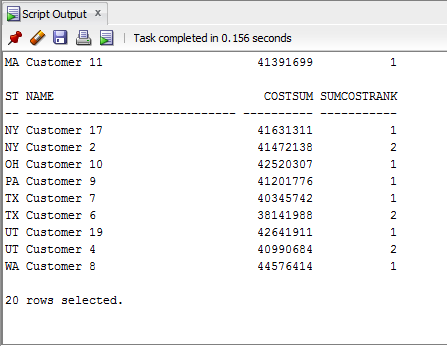 Script Output x
Task completed in 0.156 seconds
MA Customer 11 41391699 1
ST NAME COSTSUM SUMCOSTRANK
-- ------------------------------ ---------- -----------
NY Customer 17 41631311 1
NY Customer 2 41472138 2
OH Customer 10 42520307 1
PA Customer 9 41201776 1
TX Customer 7 40345742 1
TX Customer 6 38141988 2
UT Customer 19 42641911 1
UT Customer 4 40990684 2
WA Customer 8 44576414 1
20 rows selected.